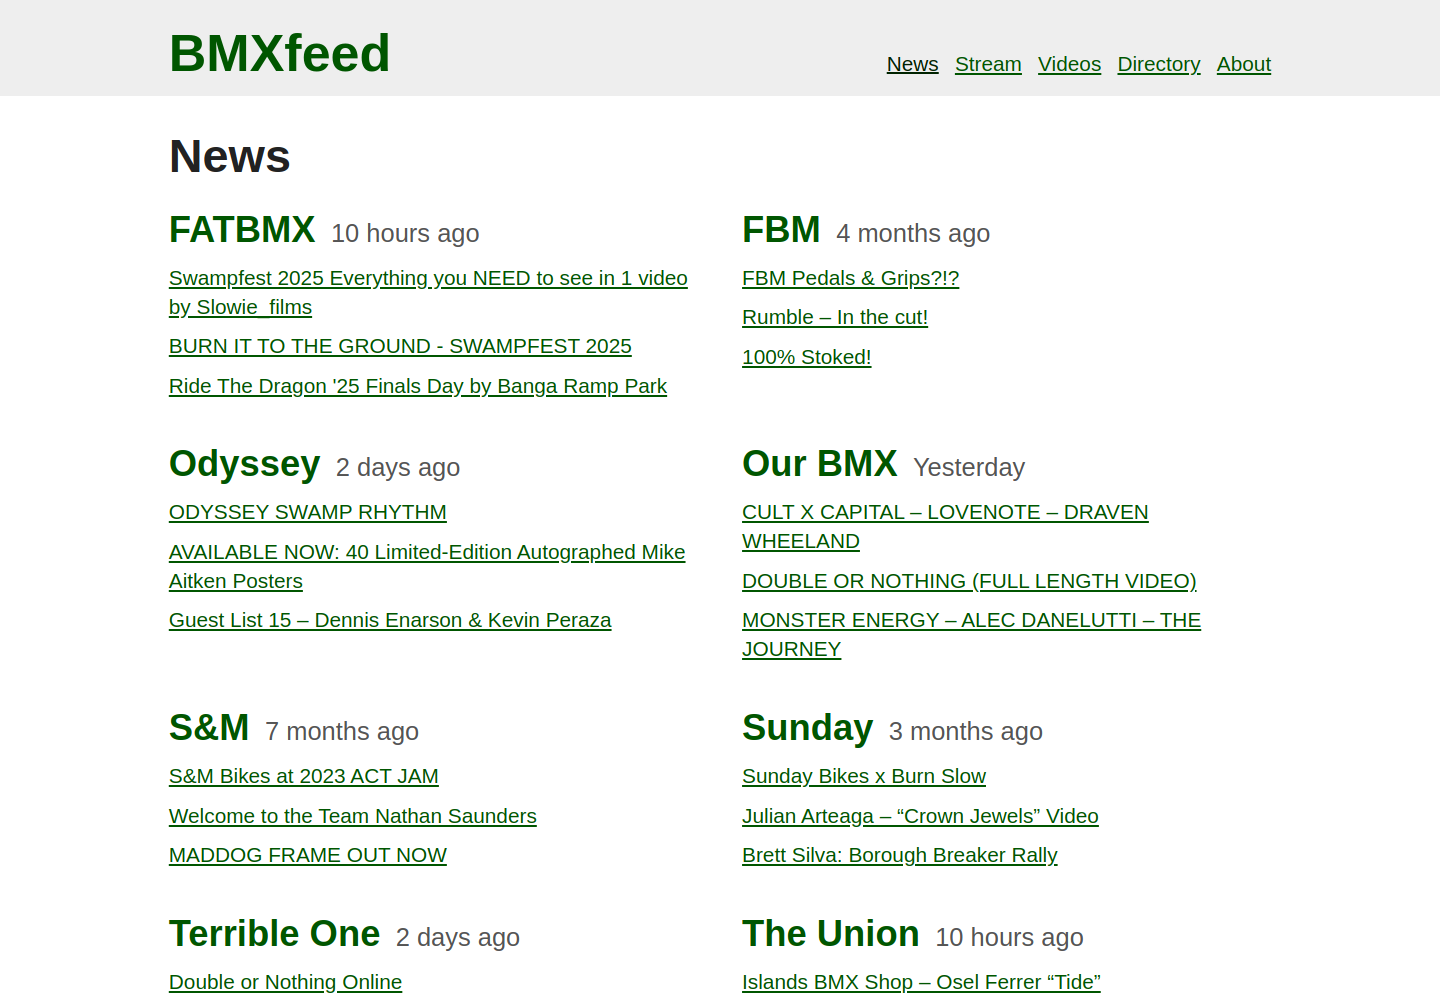 BMXfeed
News Stream Videos Directory About
News
FATBMX 10 hours ago
Swampfest 2025 Everything you NEED to see in 1 video
by Slowie_films
BURN IT TO THE GROUND - SWAMPFEST 2025
Ride The Dragon '25 Finals Day by Banga Ramp Park
FBM 4 months ago
FBM Pedals & Grips?!?
Rumble – In the cut!
100% Stoked!
Odyssey 2 days ago
ODYSSEY SWAMP RHYTHM
AVAILABLE NOW: 40 Limited-Edition Autographed Mike
Aitken Posters
Guest List 15 – Dennis Enarson & Kevin Peraza
Our BMX Yesterday
CULT X CAPITAL – LOVENOTE – DRAVEN
WHEELAND
DOUBLE OR NOTHING (FULL LENGTH VIDEO)
MONSTER ENERGY – ALEC DANELUTTI – THE
JOURNEY
S&M 7 months ago
S&M Bikes at 2023 ACT JAM
Welcome to the Team Nathan Saunders
MADDOG FRAME OUT NOW
Sunday 3 months ago
Sunday Bikes x Burn Slow
Julian Arteaga – “Crown Jewels” Video
Brett Silva: Borough Breaker Rally
Terrible One 2 days ago
Double or Nothing Online
The Union 10 hours ago
Islands BMX Shop – Osel Ferrer “Tide”